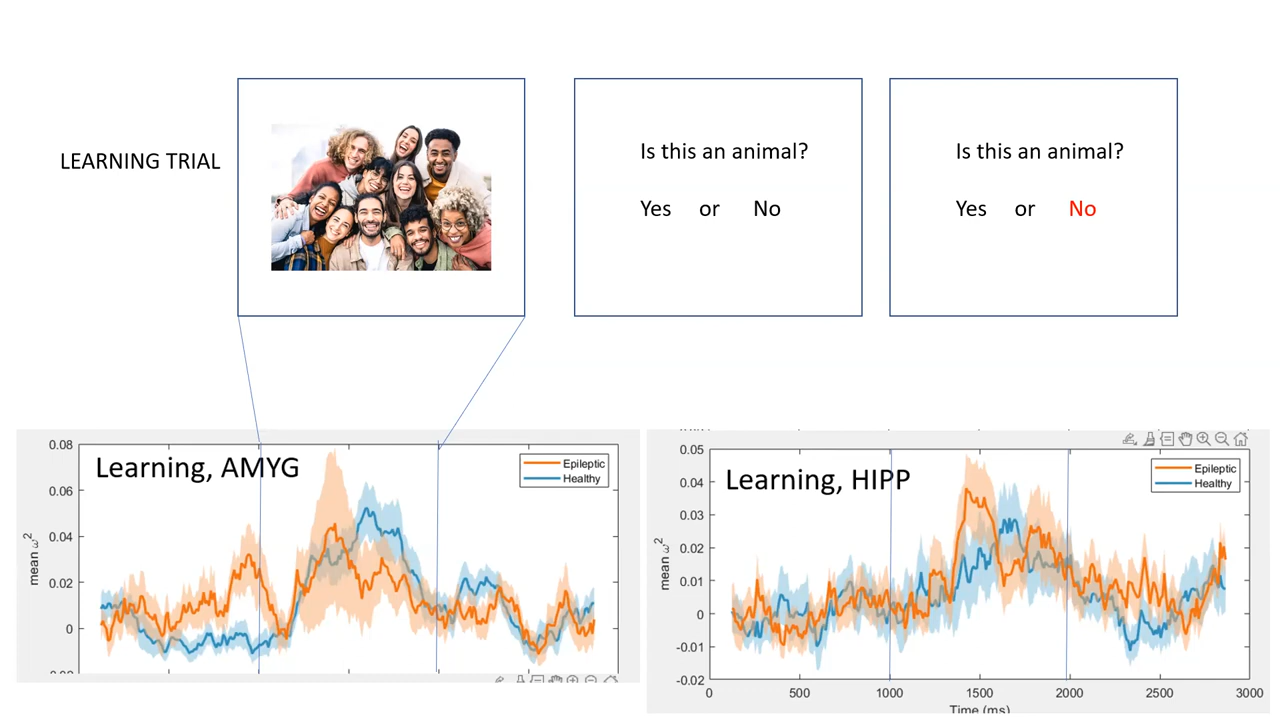 LEARNING TRIAL
Is this an animal?
Yes or No
Is this an animal?
Yes or No
Learning, AMYG
Epileptic
Healthy
0.08
0.06
0.04
0.02
0
mean ω²
Learning, HIPP
Epileptic
Healthy
0.05
0.04
0.03
0.02
0.01
0
-0.01
-0.02
mean ω²
0 500 1000 1500 2000 2500 3000
Time (ms)